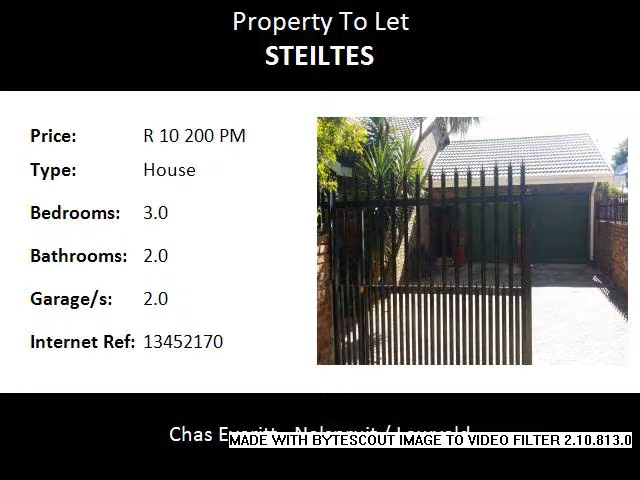 Property To Let
STEILTES
Price: R 10 200 PM
Type: House
Bedrooms: 3.0
Bathrooms: 2.0
Garage/s: 2.0
Internet Ref: 13452170
Chas
MADE WITH BYTESCOUT IMAGE TO VIDEO FILTER 2.10.813.0